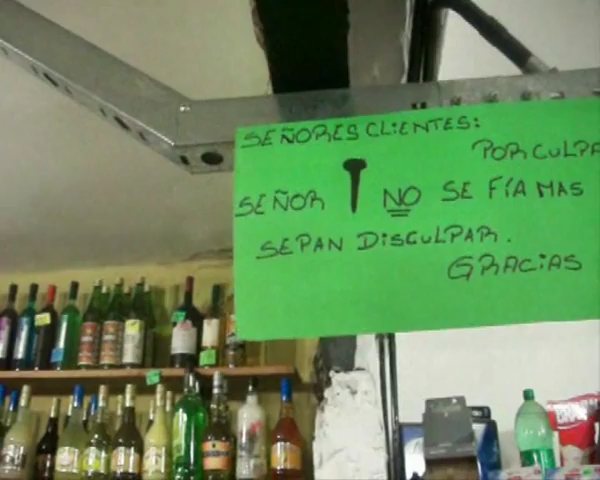 SEÑORES CLIENTES:
POR CULPA
SEÑOR NO SE FÍA MAS
SEPAN DISCULPAR.
GRACIAS